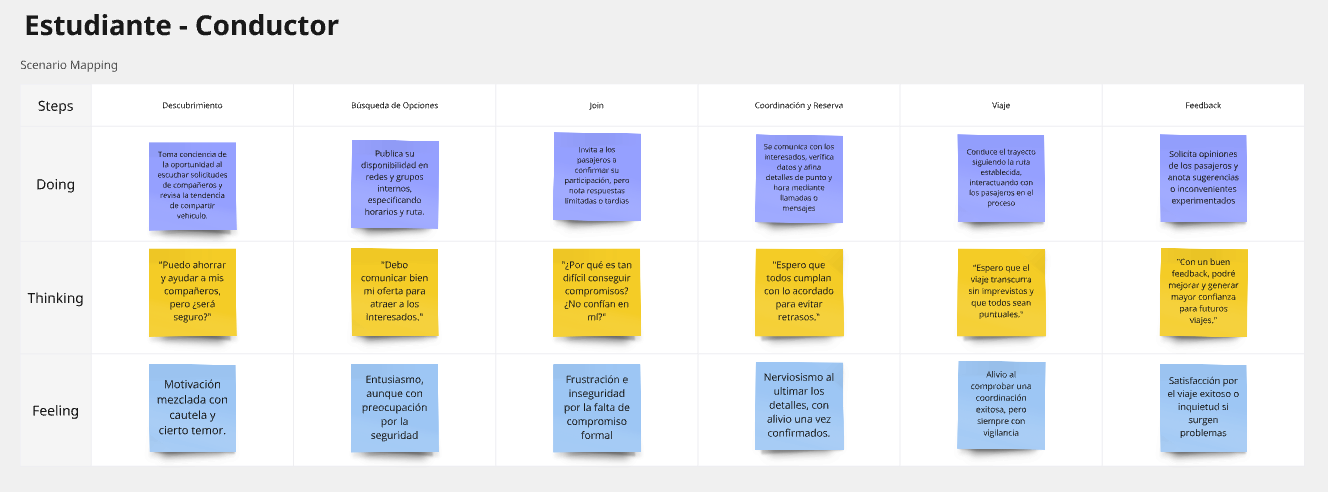 Estudiante - Conductor
Scenario Mapping
Steps
Descubrimiento
Búsqueda de Opciones
Join
Coordinación y Reserva
Viaje
Feedback
Doing
Toma conciencia de
la oportunidad al
escuchar solicitudes
de compañeros y
revisa la tendencia
de compartir
vehículo.
Publica su
disponibilidad en
redes y grupos
internos,
especificando
horarios y ruta.
Invita a los
pasajeros a
confirmar su
participación, pero
nota respuestas
limitadas o tardías
Se comunica con los
interesados, verifica
datos y afina
detalles de punto y
hora mediante
llamadas o
mensajes
Conduce el trayecto
siguiendo la ruta
establecida,
interactuando con
los pasajeros en el
proceso
Solicita opiniones
de los pasajeros y
anota sugerencias
o inconvenientes
experimentados
Thinking
"Puedo ahorrar
y ayudar a mis
compañeros,
pero ¿será
seguro?"
"Debo
comunicar bien
mi oferta para
atraer a los
interesados."
"¿Por qué es tan
difícil conseguir
compromisos?
¿No confían en
mí?"
"Espero que
todos cumplan
con lo acordado
para evitar
retrasos."
"Espero que el
viaje transcurra
sin imprevistos y
que todos sean
puntuales."
"Con un buen
feedback, podré
mejorar y generar
mayor confianza
para futuros
viajes."
Feeling
Motivación
mezclada con
cautela y
cierto temor.
Entusiasmo,
aunque con
preocupación
por la
seguridad
Frustración e
inseguridad
por la falta de
compromiso
formal
Nerviosismo al
ultimar los
detalles, con
alivio una vez
confirmados.
Alivio al
comprobar una
coordinación
exitosa, pero
siempre con
vigilancia
Satisfacción por
el viaje exitoso o
inquietud si
surgen
problemas